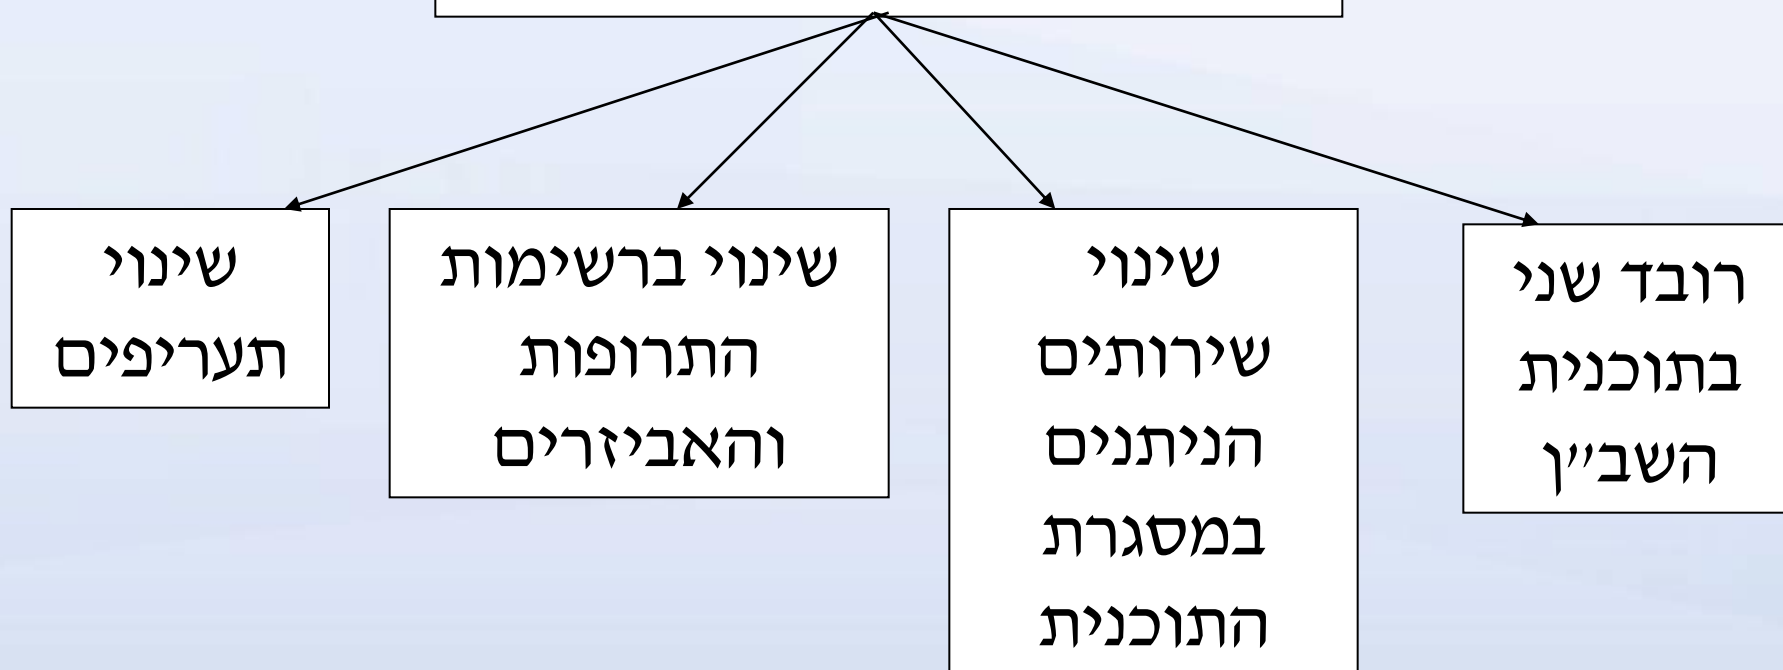 רובד שני
בתוכנית
השב״ן
שינוי
שירותים
הניתנים
במסגרת
התוכנית
שינוי ברשימות
התרופות
והאביזרים
שינוי
תעריפים